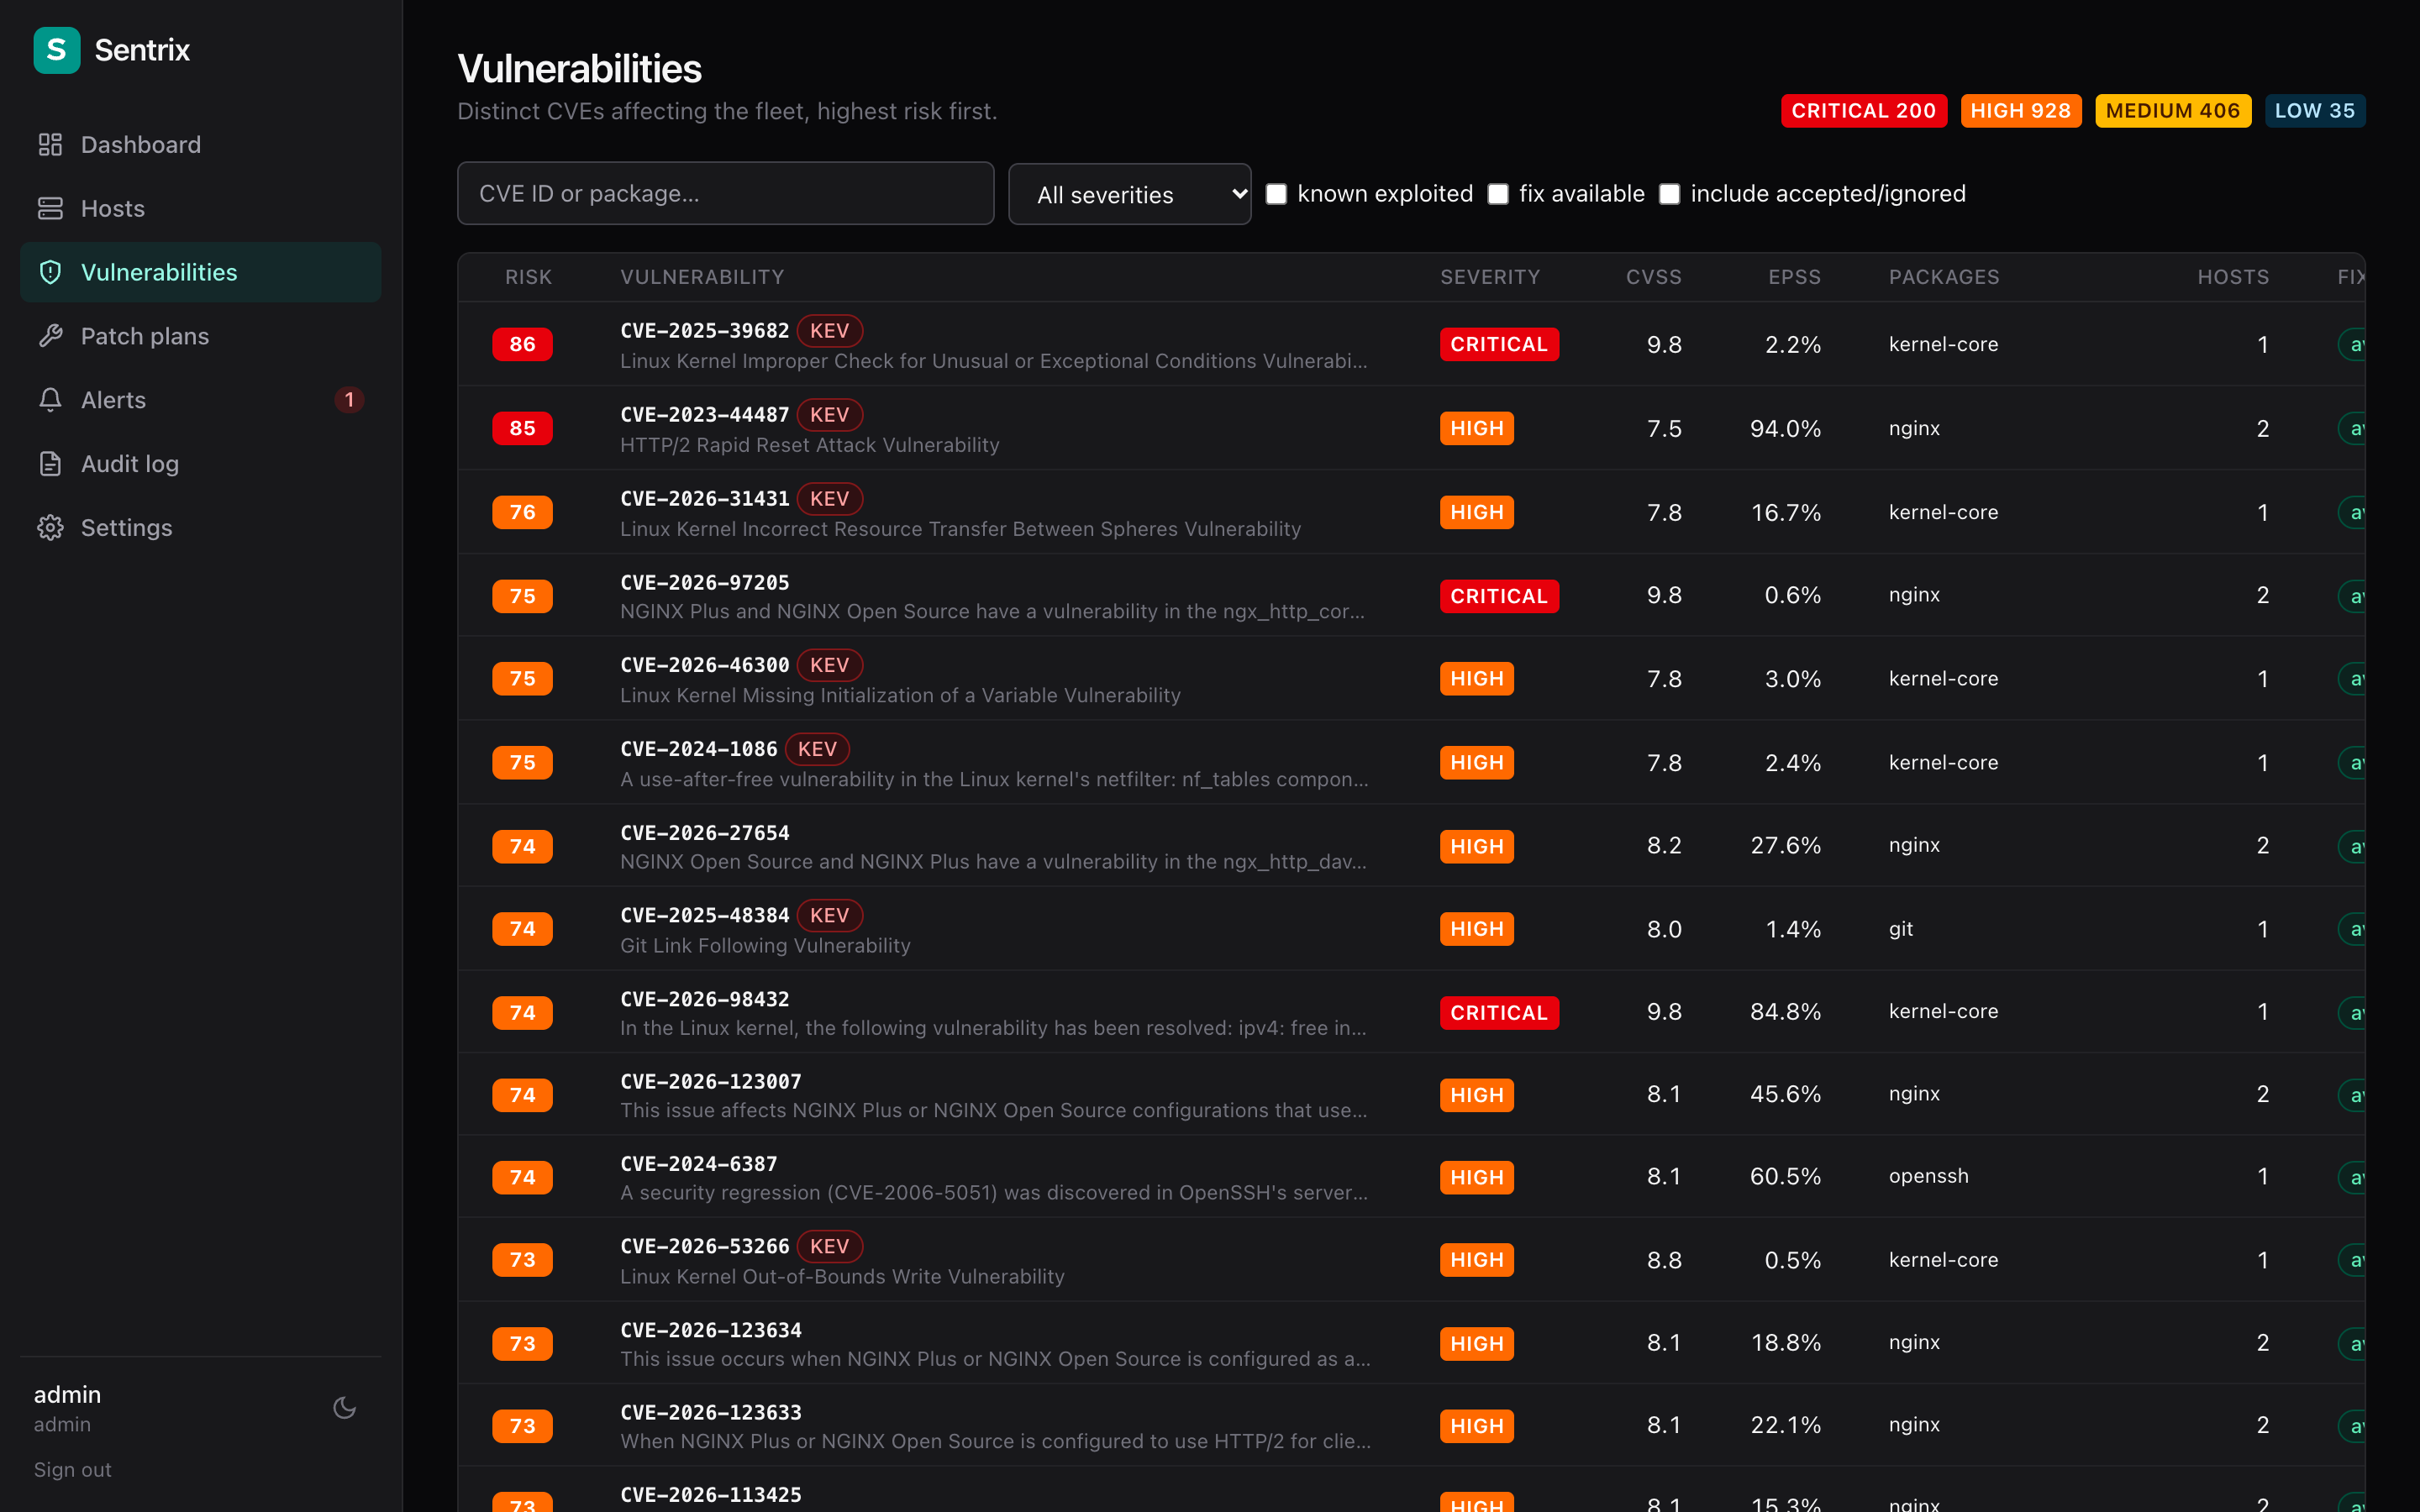 S Sentrix
Dashboard
Hosts
Vulnerabilities
Patch plans
Alerts 1
Audit log
Settings
admin
admin
Sign out
Vulnerabilities
Distinct CVEs affecting the fleet, highest risk first.
CRITICAL 200 HIGH 928 MEDIUM 406 LOW 35
CVE ID or package... All severities known exploited fix available include accepted/ignored
RISK VULNERABILITY SEVERITY CVSS EPSS PACKAGES HOSTS
86 CVE-2025-39682 KEV CRITICAL 9.8 2.2% kernel-core 1
Linux Kernel Improper Check for Unusual or Exceptional Conditions Vulnerabi...
85 CVE-2023-44487 KEV HIGH 7.5 94.0% nginx 2
HTTP/2 Rapid Reset Attack Vulnerability
76 CVE-2026-31431 KEV HIGH 7.8 16.7% kernel-core 1
Linux Kernel Incorrect Resource Transfer Between Spheres Vulnerability
75 CVE-2026-97205 CRITICAL 9.8 0.6% nginx 2
NGINX Plus and NGINX Open Source have a vulnerability in the ngx_http_cor...
75 CVE-2026-46300 KEV HIGH 7.8 3.0% kernel-core 1
Linux Kernel Missing Initialization of a Variable Vulnerability
75 CVE-2024-1086 KEV HIGH 7.8 2.4% kernel-core 1
A use-after-free vulnerability in the Linux kernel's netfilter: nf_tables compon...
74 CVE-2026-27654 HIGH 8.2 27.6% nginx 2
NGINX Open Source and NGINX Plus have a vulnerability in the ngx_http_dav...
74 CVE-2025-48384 KEV HIGH 8.0 1.4% git 1
Git Link Following Vulnerability
74 CVE-2026-98432 CRITICAL 9.8 84.8% kernel-core 1
In the Linux kernel, the following vulnerability has been resolved: ipv4: free in...
74 CVE-2026-123007 HIGH 8.1 45.6% nginx 2
This issue affects NGINX Plus or NGINX Open Source configurations that use...
74 CVE-2024-6387 HIGH 8.1 60.5% openssh 1
A security regression (CVE-2006-5051) was discovered in OpenSSH's server...
73 CVE-2026-53266 KEV HIGH 8.8 0.5% kernel-core 1
Linux Kernel Out-of-Bounds Write Vulnerability
73 CVE-2026-123634 HIGH 8.1 18.8% nginx 2
This issue occurs when NGINX Plus or NGINX Open Source is configured as a...
73 CVE-2026-123633 HIGH 8.1 22.1% nginx 2
When NGINX Plus or NGINX Open Source is configured to use HTTP/2 for clie...
73 CVE-2026-113425 HIGH 8.1 15.3% nginx 2